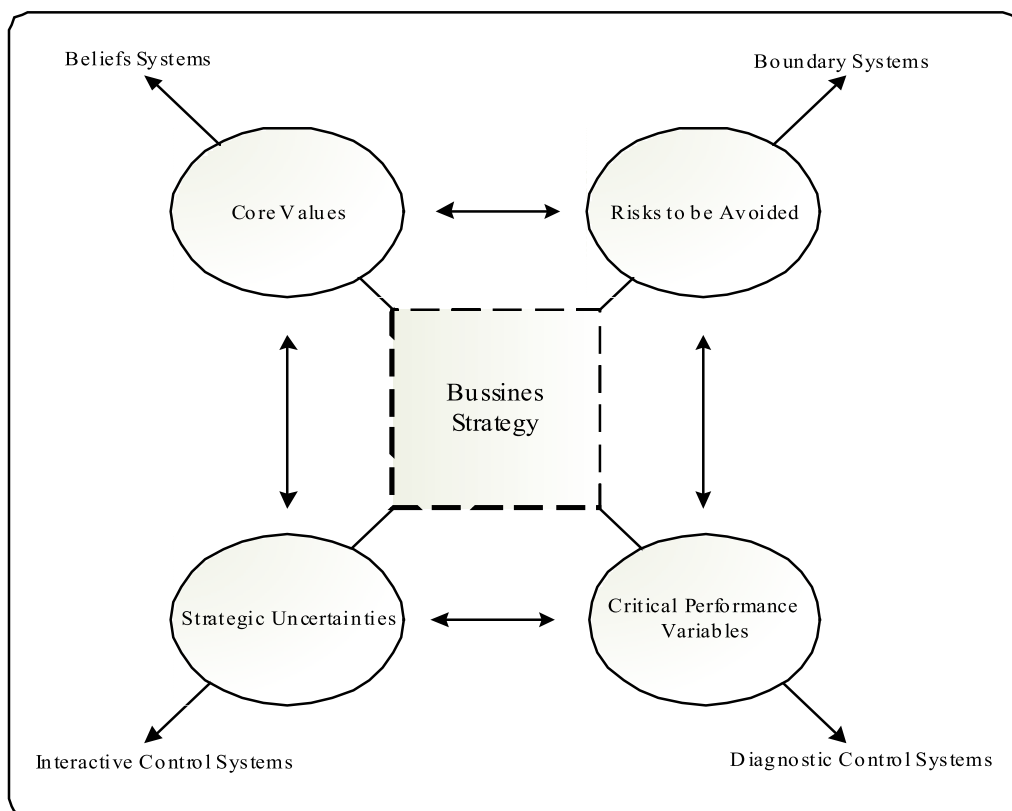 Beliefs Systems
Boundary Systems
Core Values
Risks to be Avoided
Bussines
Strategy
Strategic Uncertainties
Critical Performance
Variables
Interactive Control Systems
Diagnostic Control Systems